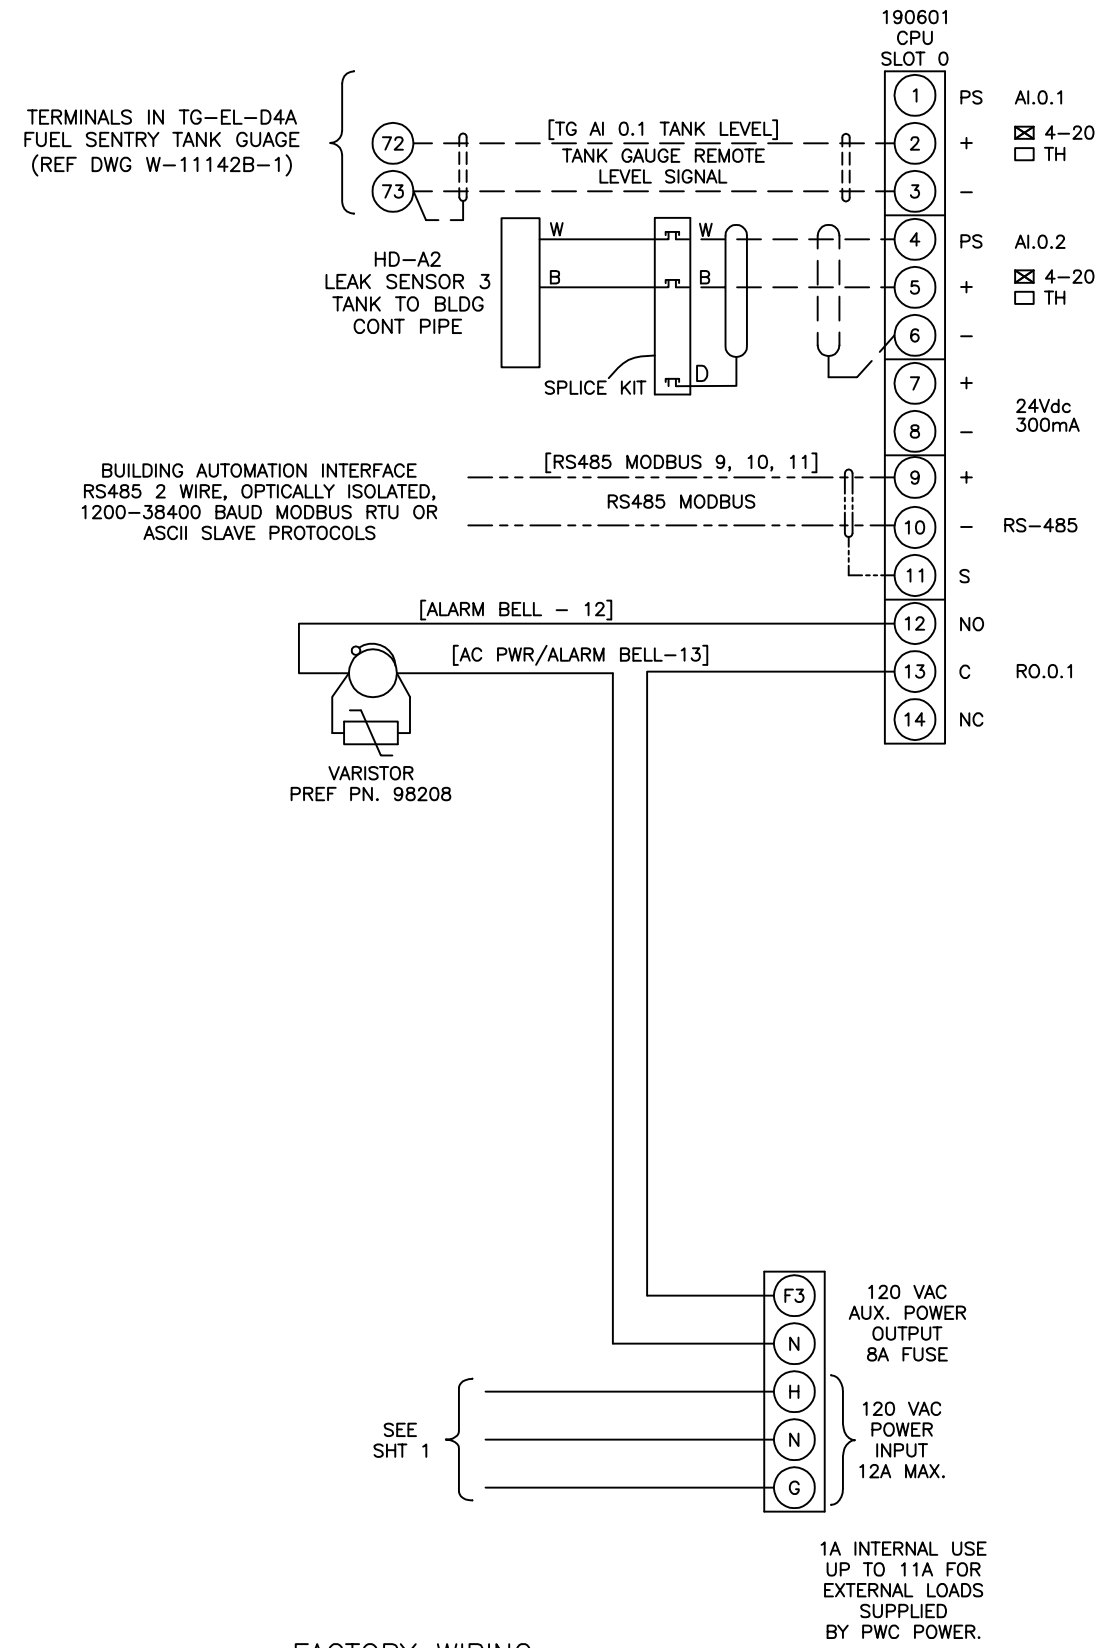 190601
CPU
SLOT 0
TERMINALS IN TG-EL-D4A
FUEL SENTRY TANK GUAGE
(REF DWG W-11142B-1)
72
73
[TG AI 0.1 TANK LEVEL]
TANK GAUGE REMOTE
LEVEL SIGNAL
1 PS AI.0.1
2 + 4-20
TH
3 -
HD-A2
LEAK SENSOR 3
TANK TO BLDG
CONT PIPE
W W
B B
D
SPLICE KIT
4 PS AI.0.2
5 + 4-20
TH
6 -
7 +
24Vdc
300mA
8 -
BUILDING AUTOMATION INTERFACE
RS485 2 WIRE, OPTICALLY ISOLATED,
1200-38400 BAUD MODBUS RTU OR
ASCII SLAVE PROTOCOLS
[RS485 MODBUS 9, 10, 11]
RS485 MODBUS
9 +
10 - RS-485
11 S
[ALARM BELL - 12]
12 NO
[AC PWR/ALARM BELL-13]
13 C RO.0.1
14 NC
VARISTOR
PREF PN. 98208
F3
N
120 VAC
AUX. POWER
OUTPUT
8A FUSE
SEE
SHT 1
H
N
G
120 VAC
POWER
INPUT
12A MAX.
1A INTERNAL USE
UP TO 11A FOR
EXTERNAL LOADS
SUPPLIED
BY PWC POWER.
FACTORY WIRING